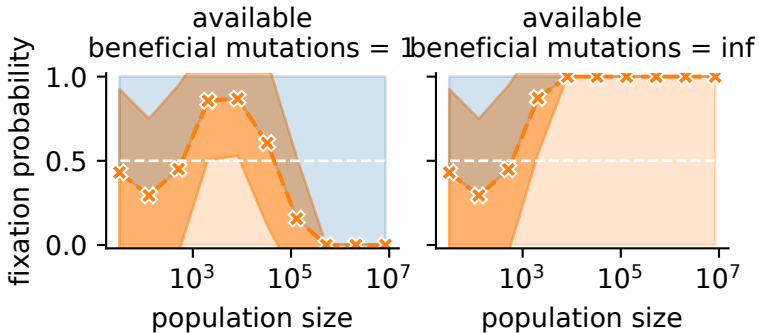 available
beneficial mutations = 1
available
beneficial mutations = inf
fixation probability
1.0
0.5
0.0
10³
10⁵
10⁷
10³
10⁵
10⁷
population size
population size